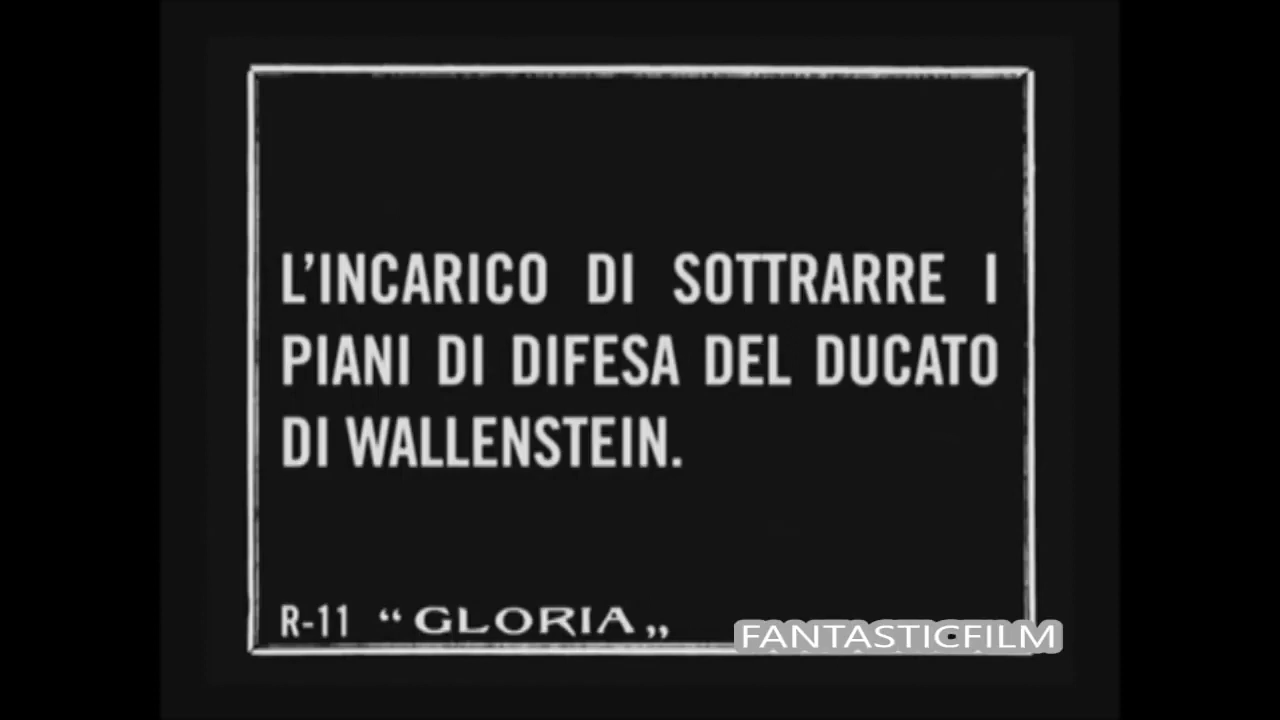 L'INCARICO DI SOTTRARRE I
PIANI DI DIFESA DEL DUCATO
DI WALLENSTEIN.
R-11 “GLORIA„
FANTASTICFILM